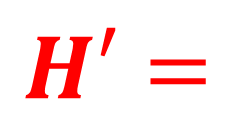 H′ =